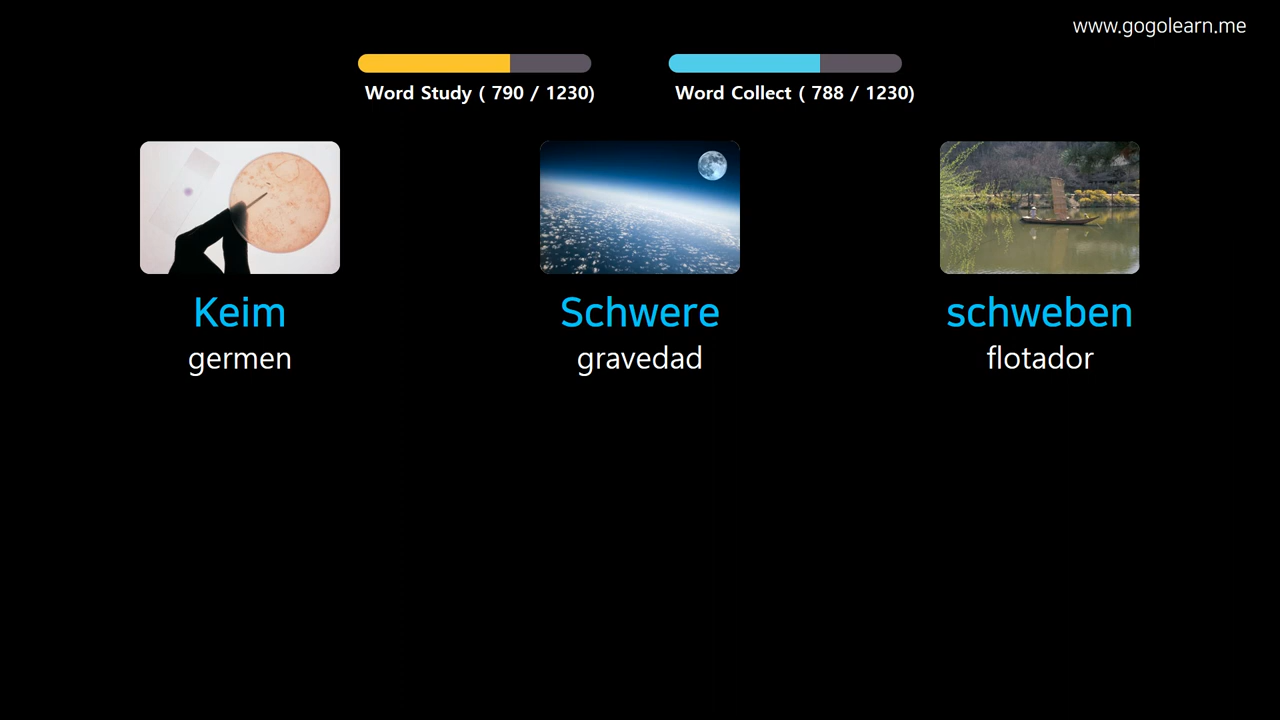 www.gogolearn.me
Word Study ( 790 / 1230)
Word Collect ( 788 / 1230)
Keim
germen
Schwere
gravedad
schweben
flotador